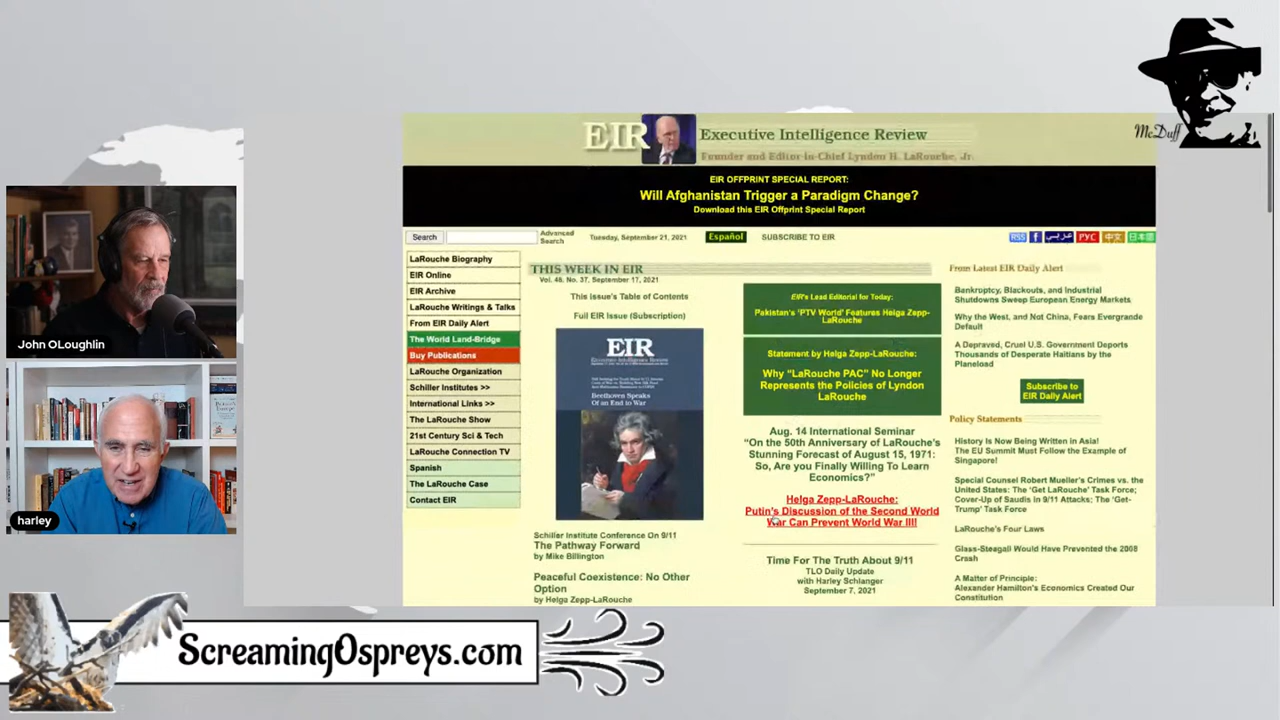 McDuff
John OLoughlin
harley
EIR
Executive Intelligence Review
Founder and Editor-in-Chief Lyndon H. LaRouche, Jr.
EIR OFFPRINT SPECIAL REPORT:
Will Afghanistan Trigger a Paradigm Change?
Download this EIR Offprint Special Report
Search
Advanced
Search
Tuesday, September 21, 2021
Español
SUBSCRIBE TO EIR
RSS
f
عربي
РУС
中文
日本語
LaRouche Biography
EIR Online
EIR Archive
LaRouche Writings & Talks
From EIR Daily Alert
The World Land-Bridge
Buy Publications
LaRouche Organization
Schiller Institutes >>
International Links >>
The LaRouche Show
21st Century Sci & Tech
LaRouche Connection TV
Spanish
The LaRouche Case
Contact EIR
THIS WEEK IN EIR
Vol. 48, No. 37, September 17, 2021
This Issue's Table of Contents
Full EIR Issue (Subscription)
EIR
Executive Intelligence Review
Beethoven Speaks
Of an End to War
Schiller Institute Conference On 9/11
The Pathway Forward
by Mike Billington
Peaceful Coexistence: No Other
Option
by Helga Zepp-LaRouche
EIR's Lead Editorial for Today:
Pakistan's 'PTV World' Features Helga Zepp-
LaRouche
Statement by Helga Zepp-LaRouche:
Why “LaRouche PAC” No Longer
Represents the Policies of Lyndon
LaRouche
Aug. 14 International Seminar
“On the 50th Anniversary of LaRouche's
Stunning Forecast of August 15, 1971:
So, Are you Finally Willing To Learn
Economics?”
Helga Zepp-LaRouche:
Putin's Discussion of the Second World
War Can Prevent World War III!
Time For The Truth About 9/11
TLO Daily Update
with Harley Schlanger
September 7, 2021
From Latest EIR Daily Alert
Bankruptcy, Blackouts, and Industrial
Shutdowns Sweep European Energy Markets
Why the West, and Not China, Fears Evergrande
Default
A Depraved, Cruel U.S. Government Deports
Thousands of Desperate Haitians by the
Planeload
Subscribe to
EIR Daily Alert
Policy Statements
History Is Now Being Written in Asia!
The EU Summit Must Follow the Example of
Singapore!
Special Counsel Robert Mueller's Crimes vs. the
United States: The 'Get LaRouche' Task Force;
Cover-Up of Saudis in 9/11 Attacks; The 'Get-
Trump' Task Force
LaRouche's Four Laws
Glass-Steagall Would Have Prevented the 2008
Crash
A Matter of Principle:
Alexander Hamilton's Economics Created Our
Constitution
ScreamingOspreys.com